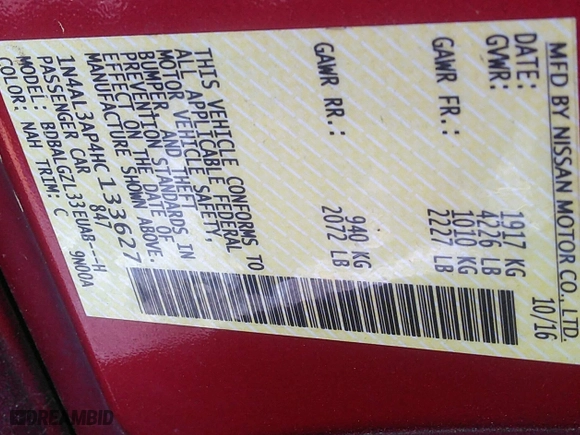 MFD BY NISSAN MOTOR CO., LTD.
DATE: 10/16
GVWR: 1917 KG
4226 LB
GAWR FR.: 1010 KG
2227 LB
GAWR RR.: 940 KG
2072 LB
THIS VEHICLE CONFORMS TO
ALL APPLICABLE FEDERAL
MOTOR VEHICLE SAFETY,
BUMPER AND THEFT
PREVENTION STANDARDS IN
EFFECT ON THE DATE OF
MANUFACTURE SHOWN ABOVE.
1N4AL3AP4HC133627
PASSENGER CAR 847
MODEL: BDBALGZL33EUAB---H
COLOR: NAH TRIM: C 9N00A
DREAMBID